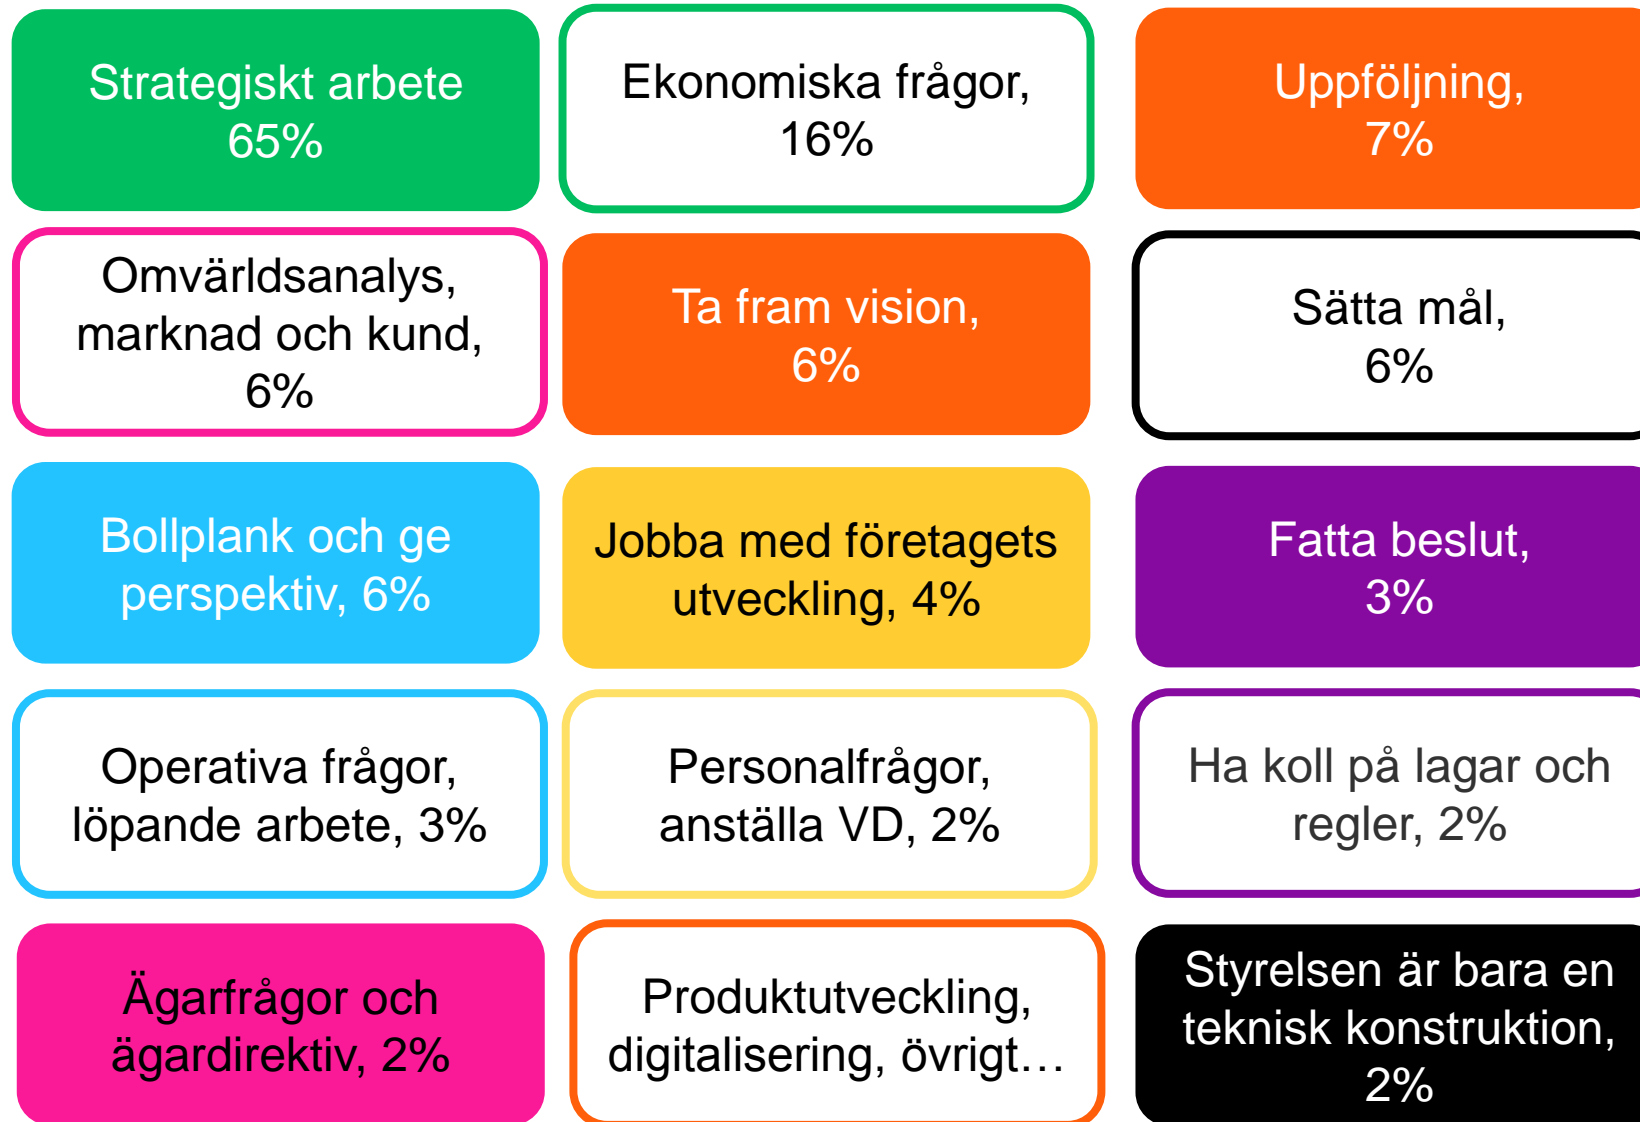 Strategiskt arbete
65%
Ekonomiska frågor,
16%
Uppföljning,
7%
Omvärldsanalys,
marknad och kund,
6%
Ta fram vision,
6%
Sätta mål,
6%
Bollplank och ge
perspektiv, 6%
Jobba med företagets
utveckling, 4%
Fatta beslut,
3%
Operativa frågor,
löpande arbete, 3%
Personalfrågor,
anställa VD, 2%
Ha koll på lagar och
regler, 2%
Ägarfrågor och
ägardirektiv, 2%
Produktutveckling,
digitalisering, övrigt…
Styrelsen är bara en
teknisk konstruktion,
2%